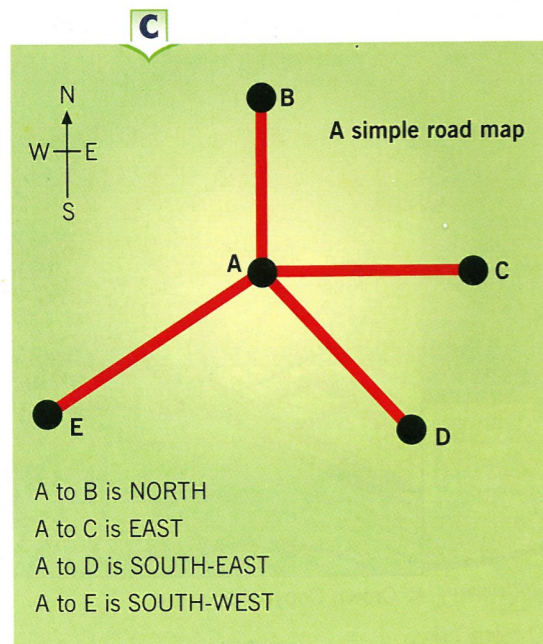 C
N
W E
S
B
A simple road map
A
C
E
D
A to B is NORTH
A to C is EAST
A to D is SOUTH-EAST
A to E is SOUTH-WEST